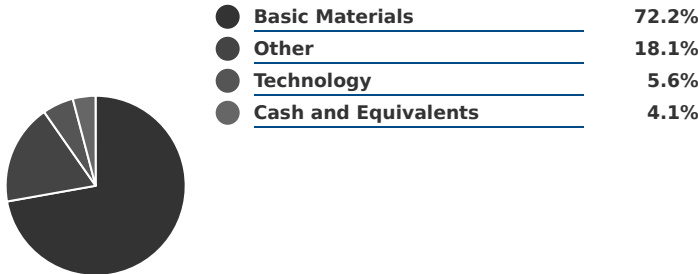 Basic Materials 72.2%
Other 18.1%
Technology 5.6%
Cash and Equivalents 4.1%